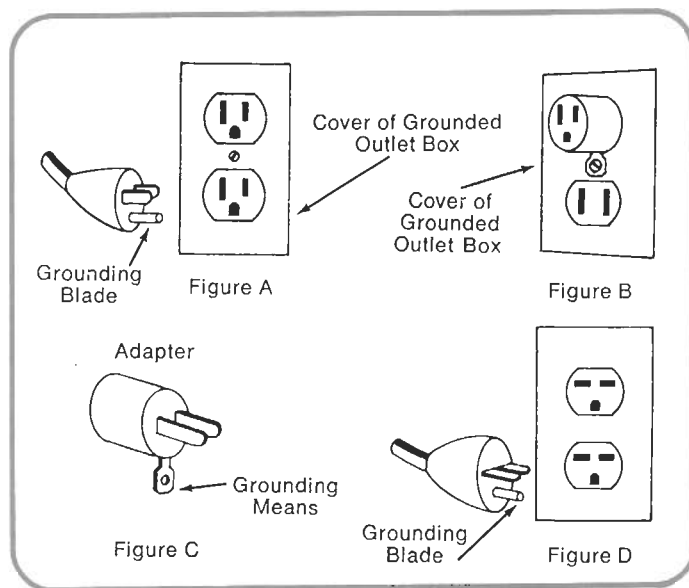 Cover of Grounded
Outlet Box
Grounding
Blade
Figure A
Cover of
Grounded
Outlet Box
Figure B
Adapter
Grounding
Means
Figure C
Grounding
Blade
Figure D